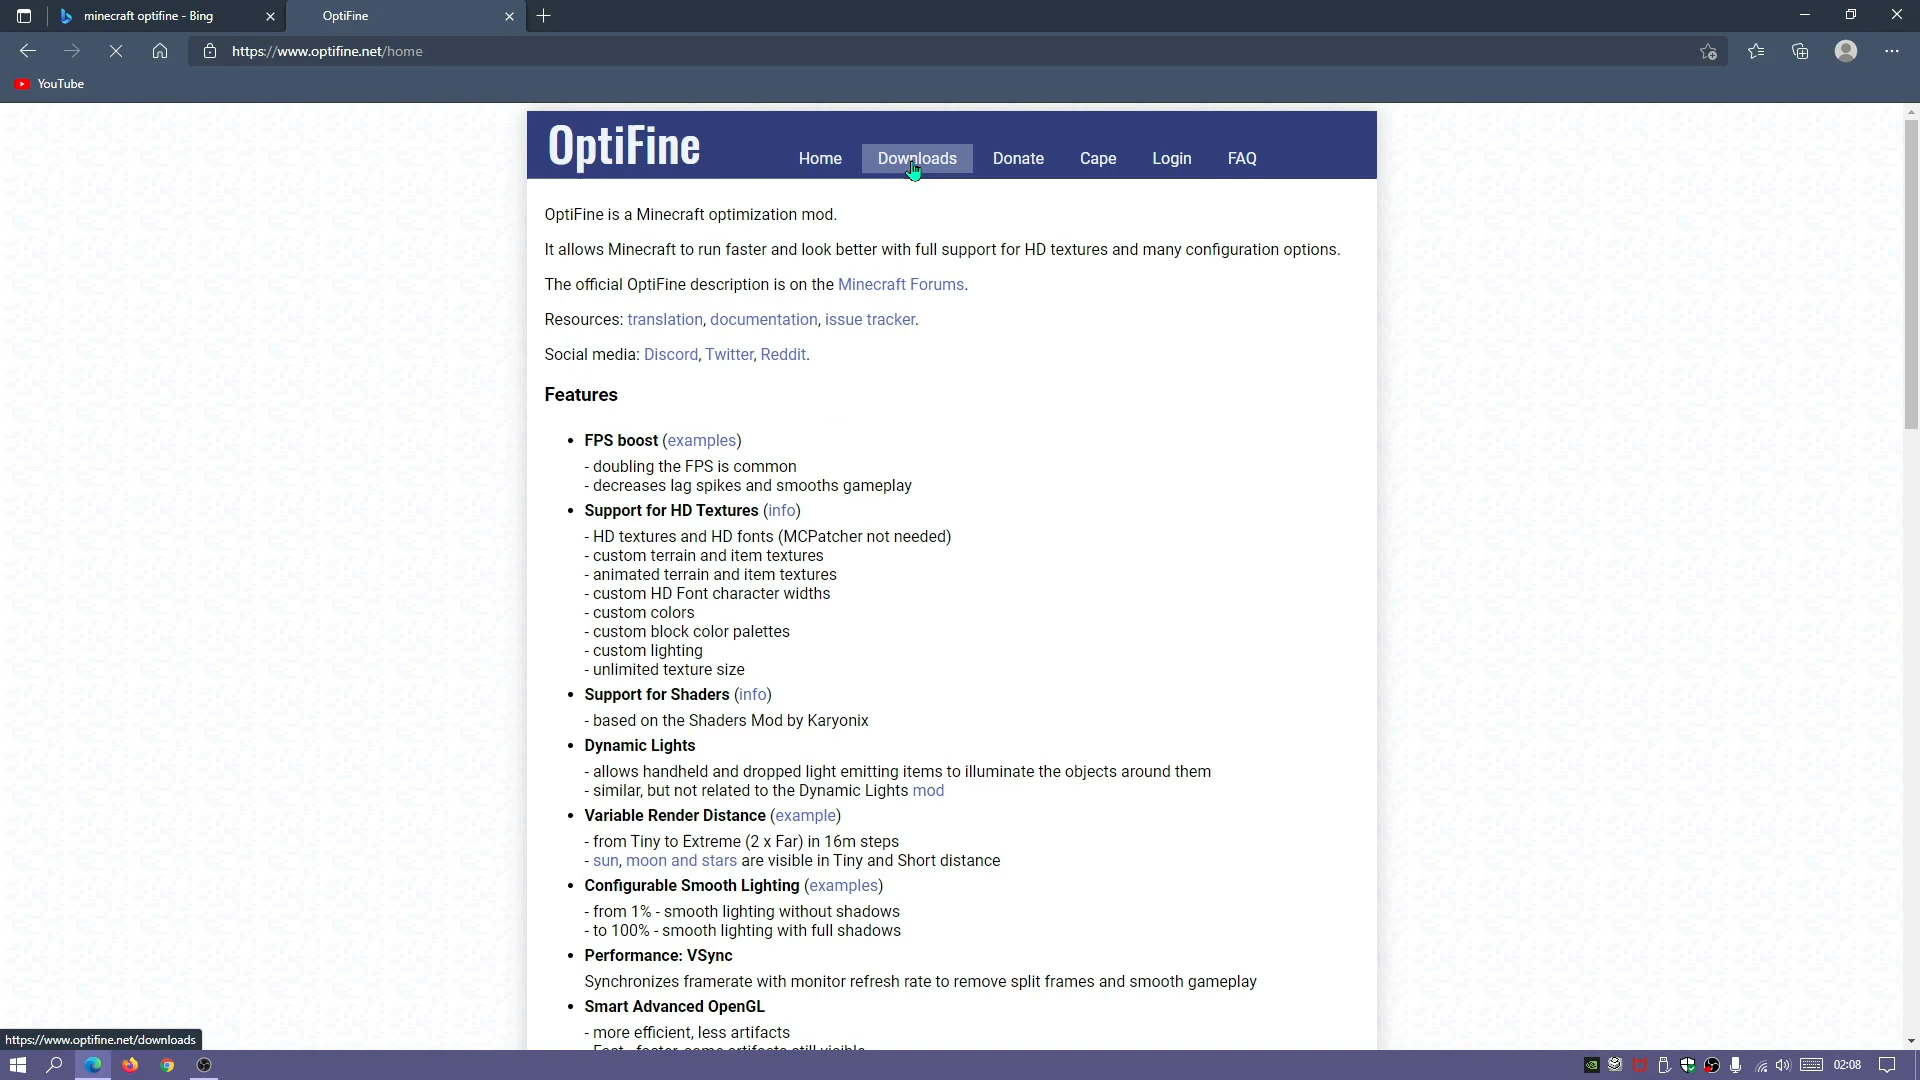 minecraft optifine - Bing
OptiFine
https://www.optifine.net/home
YouTube
OptiFine
Home
Downloads
Donate
Cape
Login
FAQ
OptiFine is a Minecraft optimization mod.
It allows Minecraft to run faster and look better with full support for HD textures and many configuration options.
The official OptiFine description is on the Minecraft Forums.
Resources: translation, documentation, issue tracker.
Social media: Discord, Twitter, Reddit.
Features
• FPS boost (examples)
- doubling the FPS is common
- decreases lag spikes and smooths gameplay
• Support for HD Textures (info)
- HD textures and HD fonts (MCPatcher not needed)
- custom terrain and item textures
- animated terrain and item textures
- custom HD Font character widths
- custom colors
- custom block color palettes
- custom lighting
- unlimited texture size
• Support for Shaders (info)
- based on the Shaders Mod by Karyonix
• Dynamic Lights
- allows handheld and dropped light emitting items to illuminate the objects around them
- similar, but not related to the Dynamic Lights mod
• Variable Render Distance (example)
- from Tiny to Extreme (2 x Far) in 16m steps
- sun, moon and stars are visible in Tiny and Short distance
• Configurable Smooth Lighting (examples)
- from 1% - smooth lighting without shadows
- to 100% - smooth lighting with full shadows
• Performance: VSync
Synchronizes framerate with monitor refresh rate to remove split frames and smooth gameplay
• Smart Advanced OpenGL
- more efficient, less artifacts
https://www.optifine.net/downloads
02:08